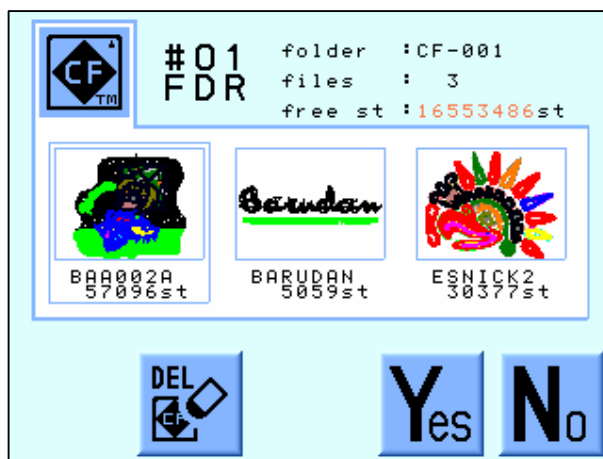 CF
TM
#01
FDR
folder :CF-001
files : 3
free st :16553486st
Barudan
BAA002A
57096st
BARUDAN
5059st
ESNICK2
30377st
DEL
CF
Yes
No